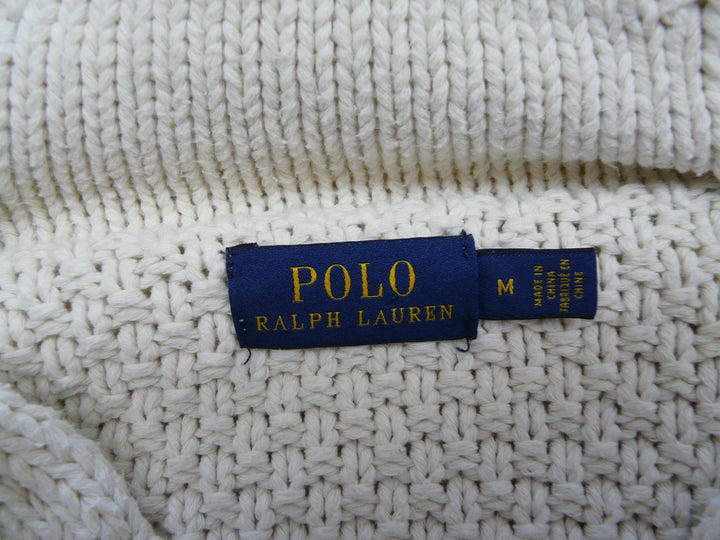 POLO
RALPH LAUREN
M
MADE IN
CHINA
FABRIQUÉ EN
CHINE